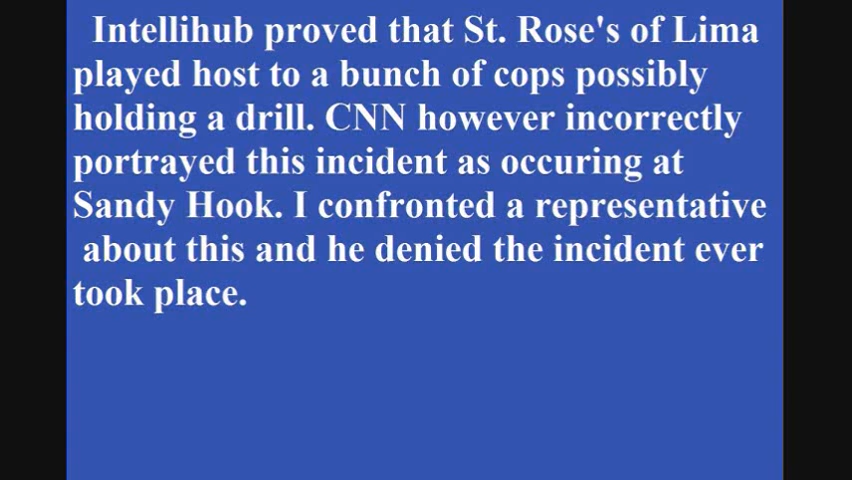 Intellihub proved that St. Rose's of Lima
played host to a bunch of cops possibly
holding a drill. CNN however incorrectly
portrayed this incident as occuring at
Sandy Hook. I confronted a representative
about this and he denied the incident ever
took place.